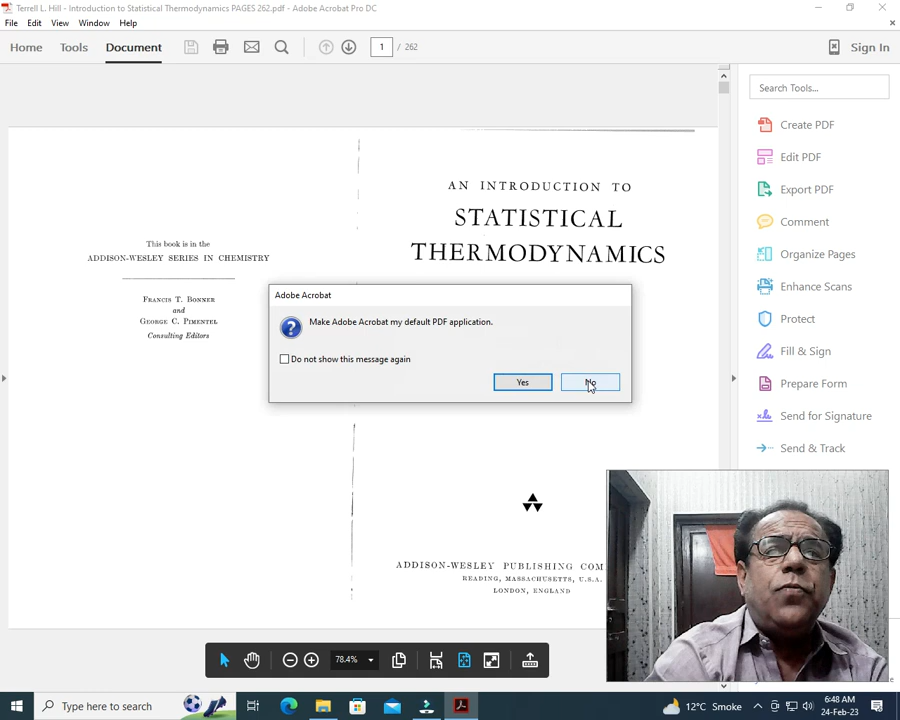 Terrell L. Hill - Introduction to Statistical Thermodynamics PAGES 262.pdf - Adobe Acrobat Pro DC
File Edit View Window Help
Home Tools Document 1 / 262 Sign In
Search Tools...
Create PDF
Edit PDF
Export PDF
Comment
Organize Pages
Enhance Scans
Protect
Fill & Sign
Prepare Form
Send for Signature
Send & Track
This book is in the
ADDISON-WESLEY SERIES IN CHEMISTRY
FRANCIS T. BONNER
and
GEORGE C. PIMENTEL
Consulting Editors
AN INTRODUCTION TO
STATISTICAL
THERMODYNAMICS
Adobe Acrobat
Make Adobe Acrobat my default PDF application.
Do not show this message again
Yes No
ADDISON-WESLEY PUBLISHING COM
READING, MASSACHUSETTS, U.S.A.
LONDON, ENGLAND
78.4%
Type here to search
12°C Smoke
6:48 AM
24-Feb-23